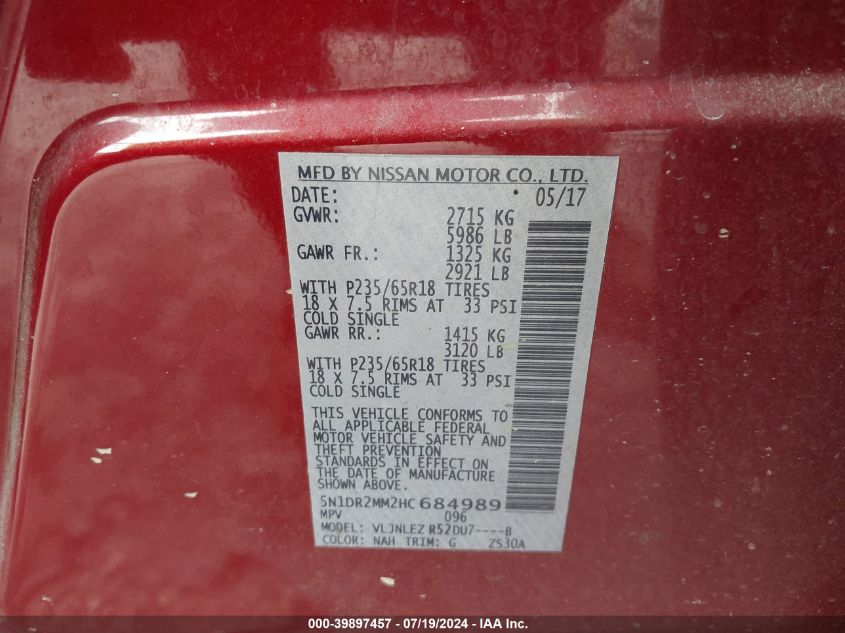 MFD BY NISSAN MOTOR CO., LTD.
DATE: 05/17
GVWR: 2715 KG
5986 LB
GAWR FR.: 1325 KG
2921 LB
WITH P235/65R18 TIRES
18 X 7.5 RIMS AT 33 PSI
COLD SINGLE
GAWR RR.: 1415 KG
3120 LB
WITH P235/65R18 TIRES
18 X 7.5 RIMS AT 33 PSI
COLD SINGLE
THIS VEHICLE CONFORMS TO
ALL APPLICABLE FEDERAL
MOTOR VEHICLE SAFETY AND
THEFT PREVENTION
STANDARDS IN EFFECT ON
THE DATE OF MANUFACTURE
SHOWN ABOVE.
5N1DR2MM2HC684989
MPV 096
MODEL: VLJNLEZ R52DU7----B
COLOR: NAH TRIM: G ZS30A
000-39897457 - 07/19/2024 - IAA Inc.